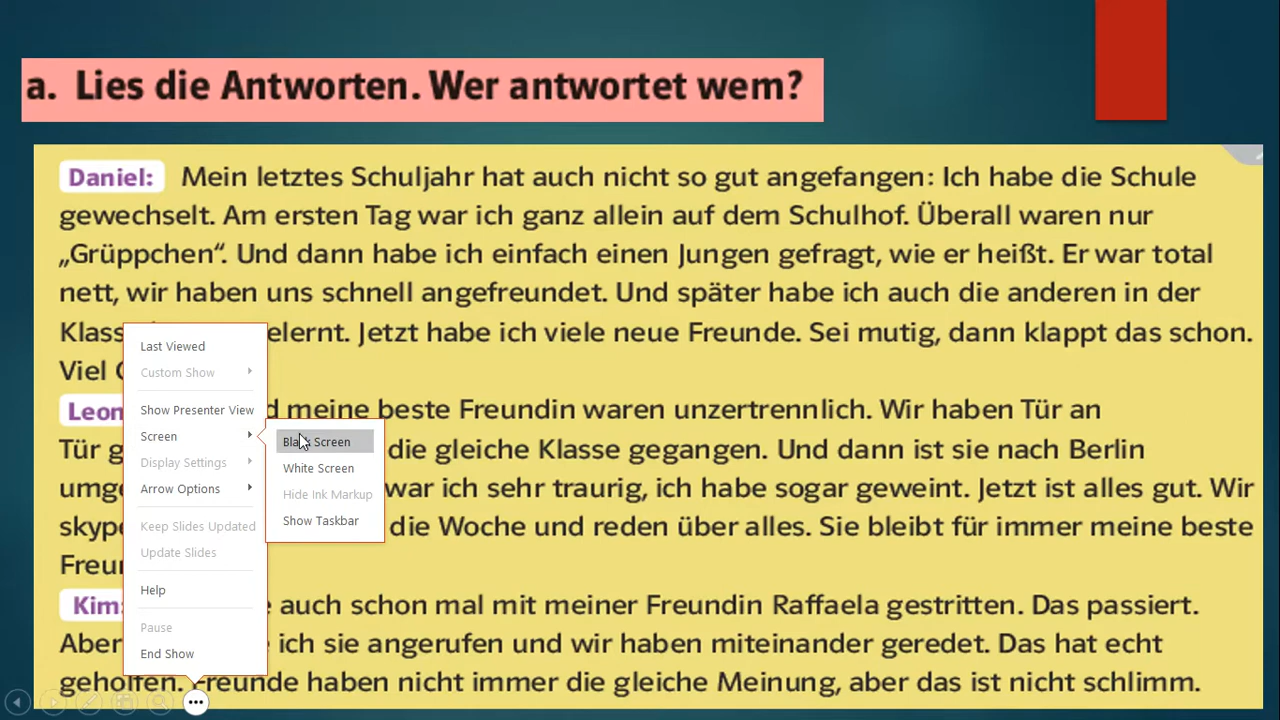 a. Lies die Antworten. Wer antwortet wem?
Daniel: Mein letztes Schuljahr hat auch nicht so gut angefangen: Ich habe die Schule
gewechselt. Am ersten Tag war ich ganz allein auf dem Schulhof. Überall waren nur
„Grüppchen“. Und dann habe ich einfach einen Jungen gefragt, wie er heißt. Er war total
nett, wir haben uns schnell angefreundet. Und später habe ich auch die anderen in der
Jetzt habe ich viele neue Freunde. Sei mutig, dann klappt das schon.
Viel
meine beste Freundin waren unzertrennlich. Wir haben Tür an
Tür die gleiche Klasse gegangen. Und dann ist sie nach Berlin
war ich sehr traurig, ich habe sogar geweint. Jetzt ist alles gut. Wir
die Woche und reden über alles. Sie bleibt für immer meine beste
Kim: auch schon mal mit meiner Freundin Raffaela gestritten. Das passiert.
Aber ich sie angerufen und wir haben miteinander geredet. Das hat echt
geholfen. Freunde haben nicht immer die gleiche Meinung, aber das ist nicht schlimm.
Last Viewed
Custom Show
Show Presenter View
Screen
Display Settings
Arrow Options
Keep Slides Updated
Update Slides
Help
Pause
End Show
Black Screen
White Screen
Hide Ink Markup
Show Taskbar